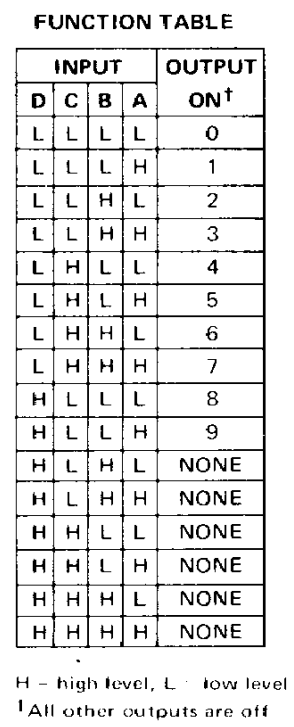 FUNCTION TABLE
INPUT OUTPUT
D C B A ON†
L L L L 0
L L L H 1
L L H L 2
L L H H 3
L H L L 4
L H L H 5
L H H L 6
L H H H 7
H L L L 8
H L L H 9
H L H L NONE
H L H H NONE
H H L L NONE
H H L H NONE
H H H L NONE
H H H H NONE
H – high level, L – low level
†All other outputs are off